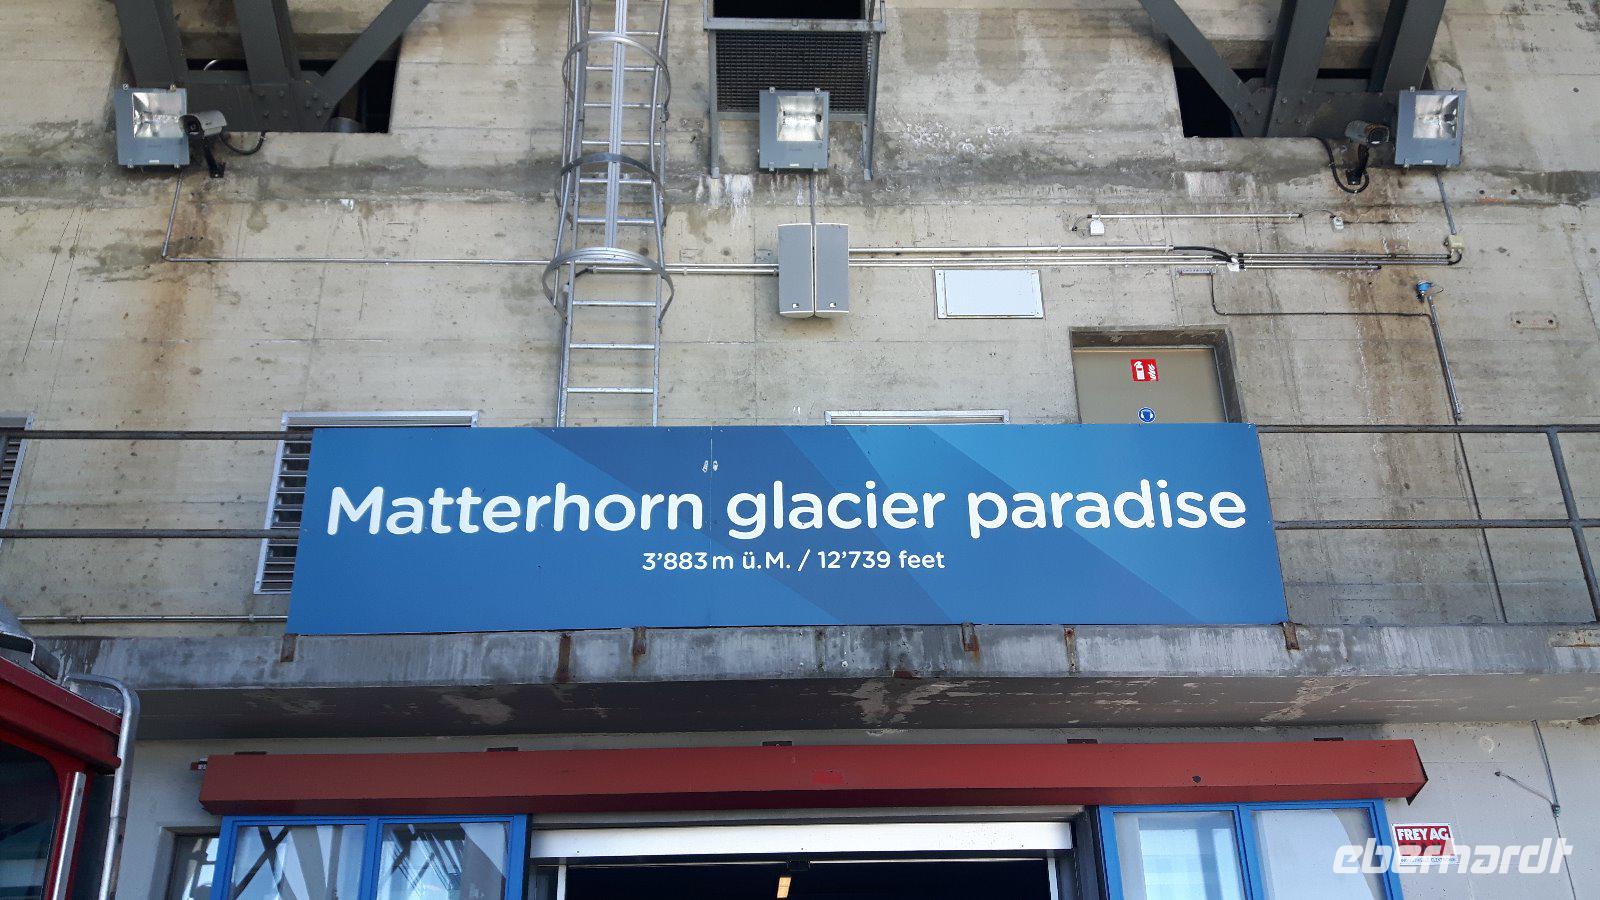 Matterhorn glacier paradise
3'883 m ü.M. / 12'739 feet
FREY AG
eberhardt